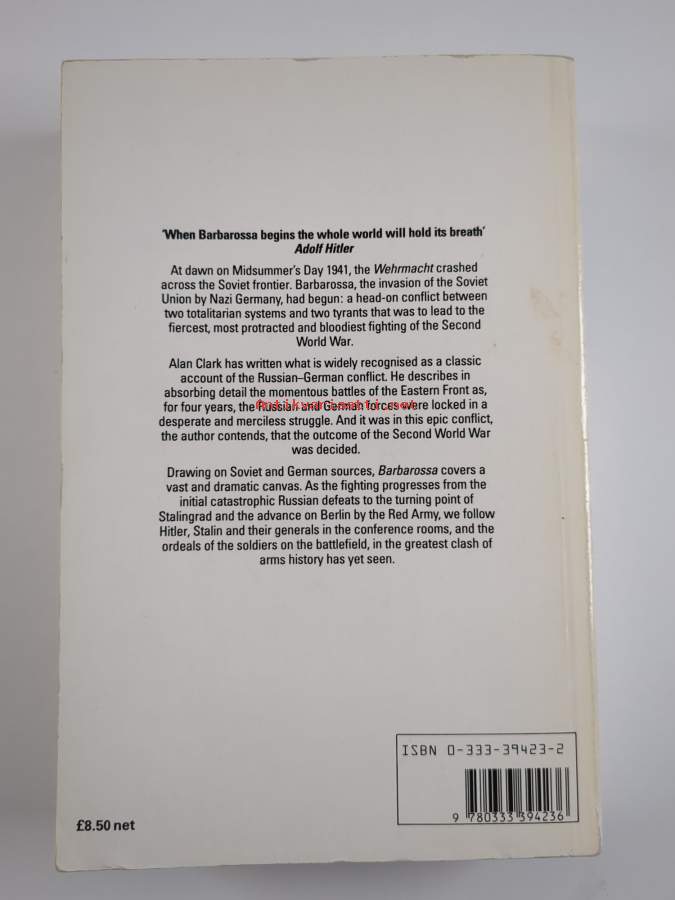 ‘When Barbarossa begins the whole world will hold its breath’
Adolf Hitler
At dawn on Midsummer's Day 1941, the Wehrmacht crashed
across the Soviet frontier. Barbarossa, the invasion of the Soviet
Union by Nazi Germany, had begun: a head-on conflict between
two totalitarian systems and two tyrants that was to lead to the
fiercest, most protracted and bloodiest fighting of the Second
World War.
Alan Clark has written what is widely recognised as a classic
account of the Russian–German conflict. He describes in
absorbing detail the momentous battles of the Eastern Front as,
for four years, the Russian and German forces were locked in a
Antikvariaatti.net
desperate and merciless struggle. And it was in this epic conflict,
the author contends, that the outcome of the Second World War
was decided.
Drawing on Soviet and German sources, Barbarossa covers a
vast and dramatic canvas. As the fighting progresses from the
initial catastrophic Russian defeats to the turning point of
Stalingrad and the advance on Berlin by the Red Army, we follow
Hitler, Stalin and their generals in the conference rooms, and the
ordeals of the soldiers on the battlefield, in the greatest clash of
arms history has yet seen.
ISBN 0-333-39423-2
9 780333 394236
£8.50 net